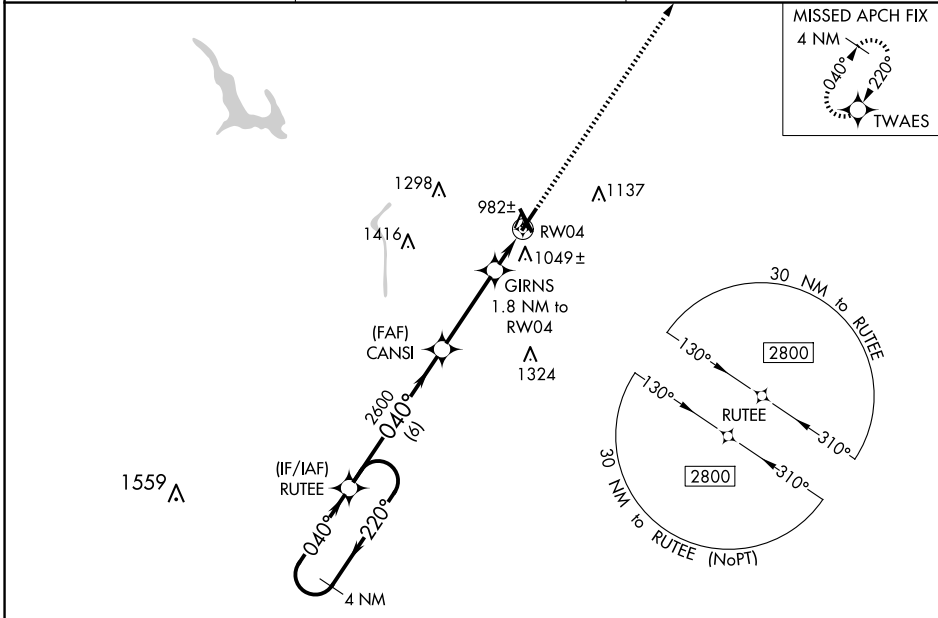 MISSED APCH FIX
4 NM
040°
220°
TWAES
1298
982±
1137
RW04
1416
1049±
GIRNS
1.8 NM to
RW04
(FAF)
CANSI
1324
2600
040°
(6)
(IF/IAF)
RUTEE
1559
040°
220°
4 NM
30 NM to RUTEE
2800
130°
310°
RUTEE
130°
310°
2800
30 NM to RUTEE (NoPT)